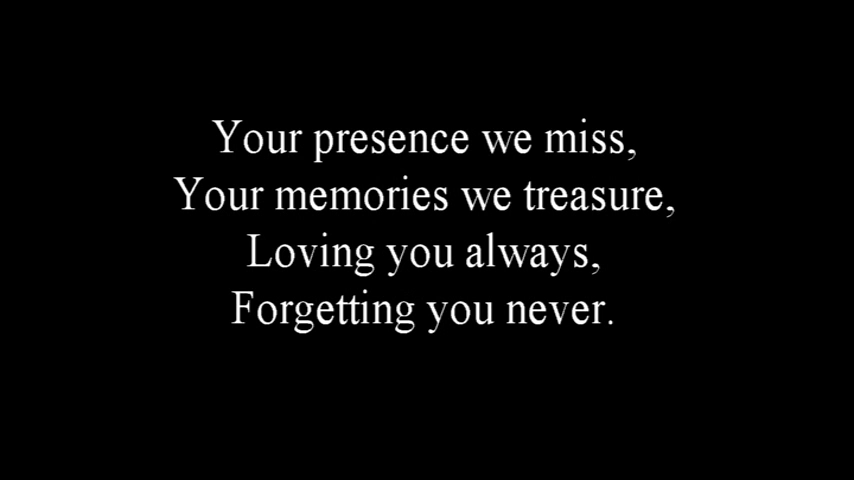 Your presence we miss,
Your memories we treasure,
Loving you always,
Forgetting you never.